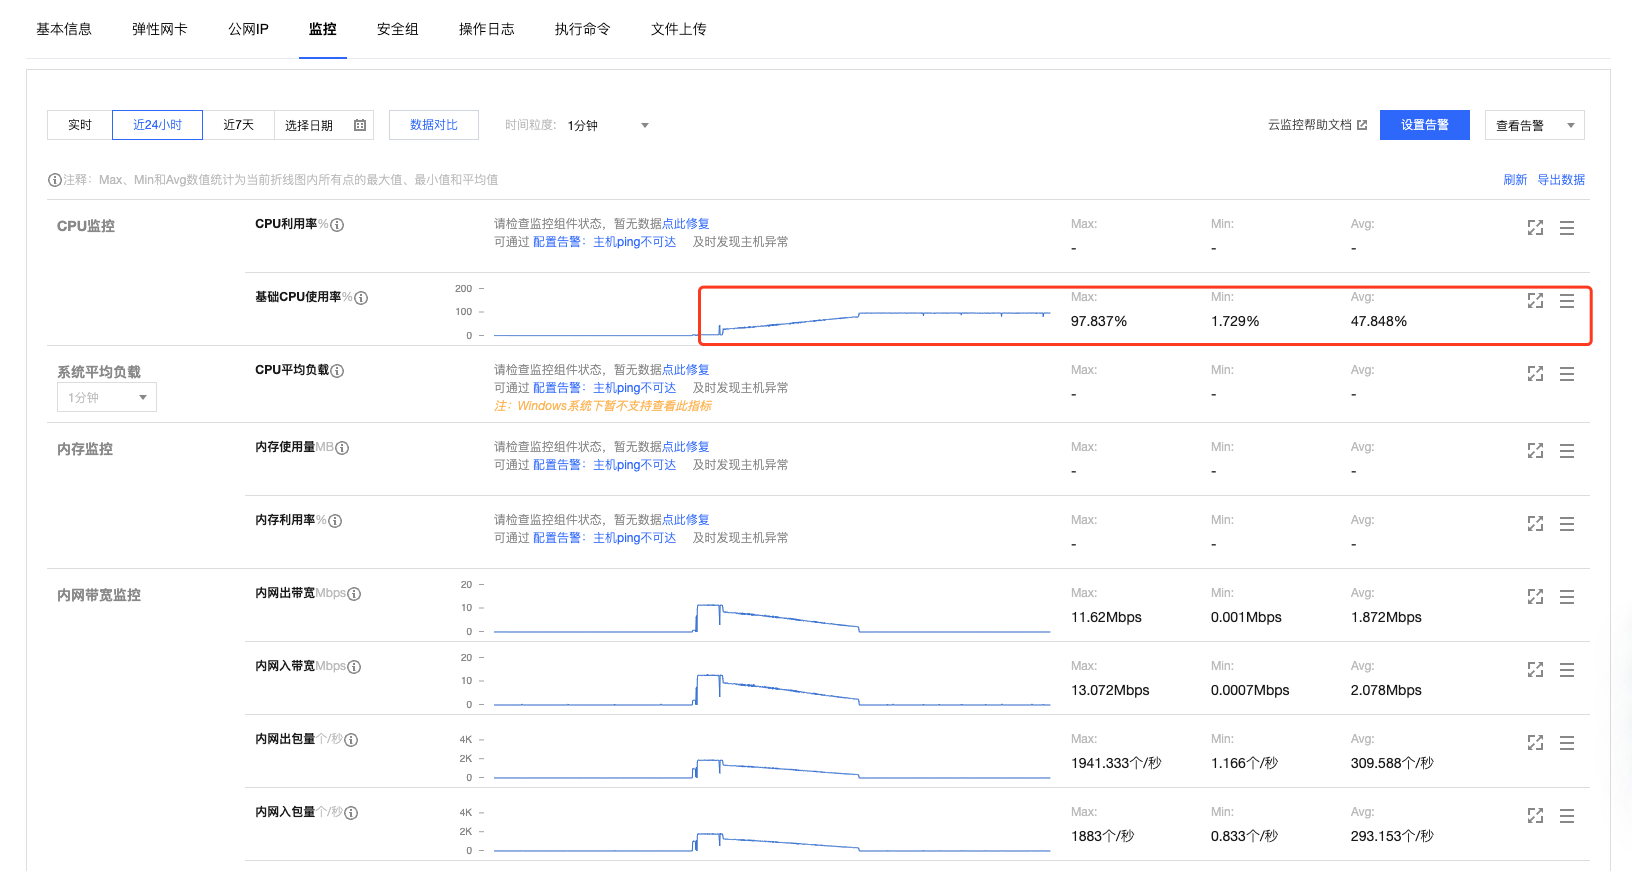 基本信息 弹性网卡 公网IP 监控 安全组 操作日志 执行命令 文件上传
实时 近24小时 近7天 选择日期 数据对比 时间粒度： 1分钟 云监控帮助文档 设置告警 查看告警
注释：Max、Min和Avg数值统计为当前折线图内所有点的最大值、最小值和平均值 刷新 导出数据
CPU监控 CPU利用率% 请检查监控组件状态，暂无数据点此修复 Max: Min: Avg:
可通过 配置告警：主机ping不可达 及时发现主机异常 - - -
基础CPU使用率% 200 Max: Min: Avg:
100 97.837% 1.729% 47.848%
0
系统平均负载 CPU平均负载 请检查监控组件状态，暂无数据点此修复 Max: Min: Avg:
1分钟 可通过 配置告警：主机ping不可达 及时发现主机异常 - - -
注：Windows系统下暂不支持查看此指标
内存监控 内存使用量MB 请检查监控组件状态，暂无数据点此修复 Max: Min: Avg:
可通过 配置告警：主机ping不可达 及时发现主机异常 - - -
内存利用率% 请检查监控组件状态，暂无数据点此修复 Max: Min: Avg:
可通过 配置告警：主机ping不可达 及时发现主机异常 - - -
内网带宽监控 内网出带宽Mbps 20 Max: Min: Avg:
10 11.62Mbps 0.001Mbps 1.872Mbps
0
内网入带宽Mbps 20 Max: Min: Avg:
10 13.072Mbps 0.0007Mbps 2.078Mbps
0
内网出包量个/秒 4K Max: Min: Avg:
2K 1941.333个/秒 1.166个/秒 309.588个/秒
0
内网入包量个/秒 4K Max: Min: Avg:
2K 1883个/秒 0.833个/秒 293.153个/秒
0